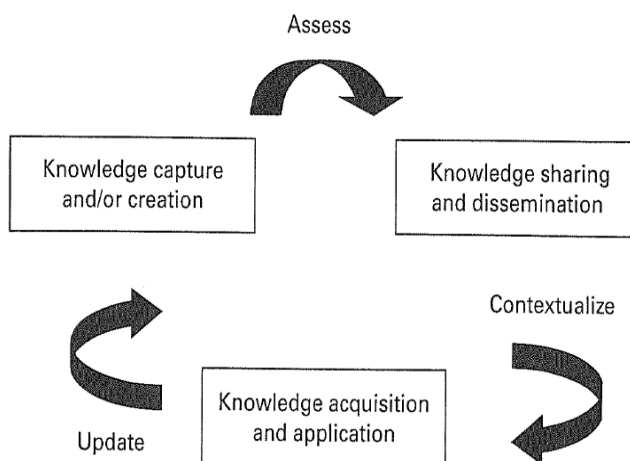 Assess
Knowledge capture
and/or creation
Knowledge sharing
and dissemination
Contextualize
Knowledge acquisition
and application
Update